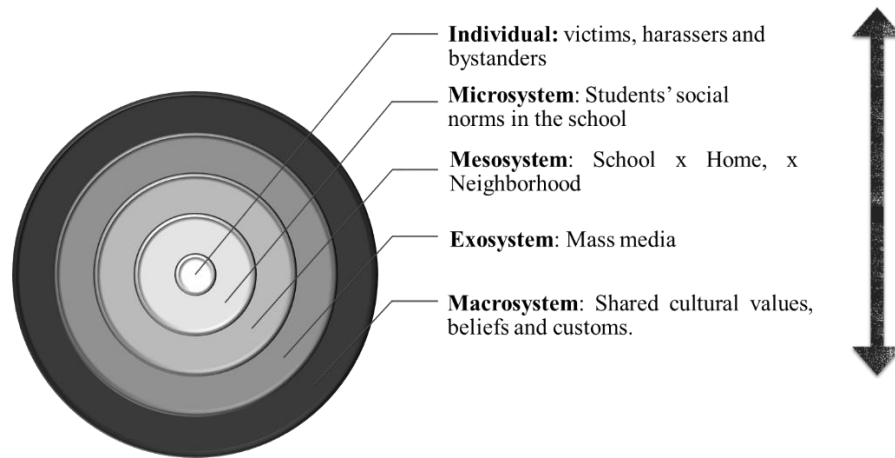 Individual: victims, harassers and
bystanders
Microsystem: Students’ social
norms in the school
Mesosystem: School x Home, x
Neighborhood
Exosystem: Mass media
Macrosystem: Shared cultural values,
beliefs and customs.